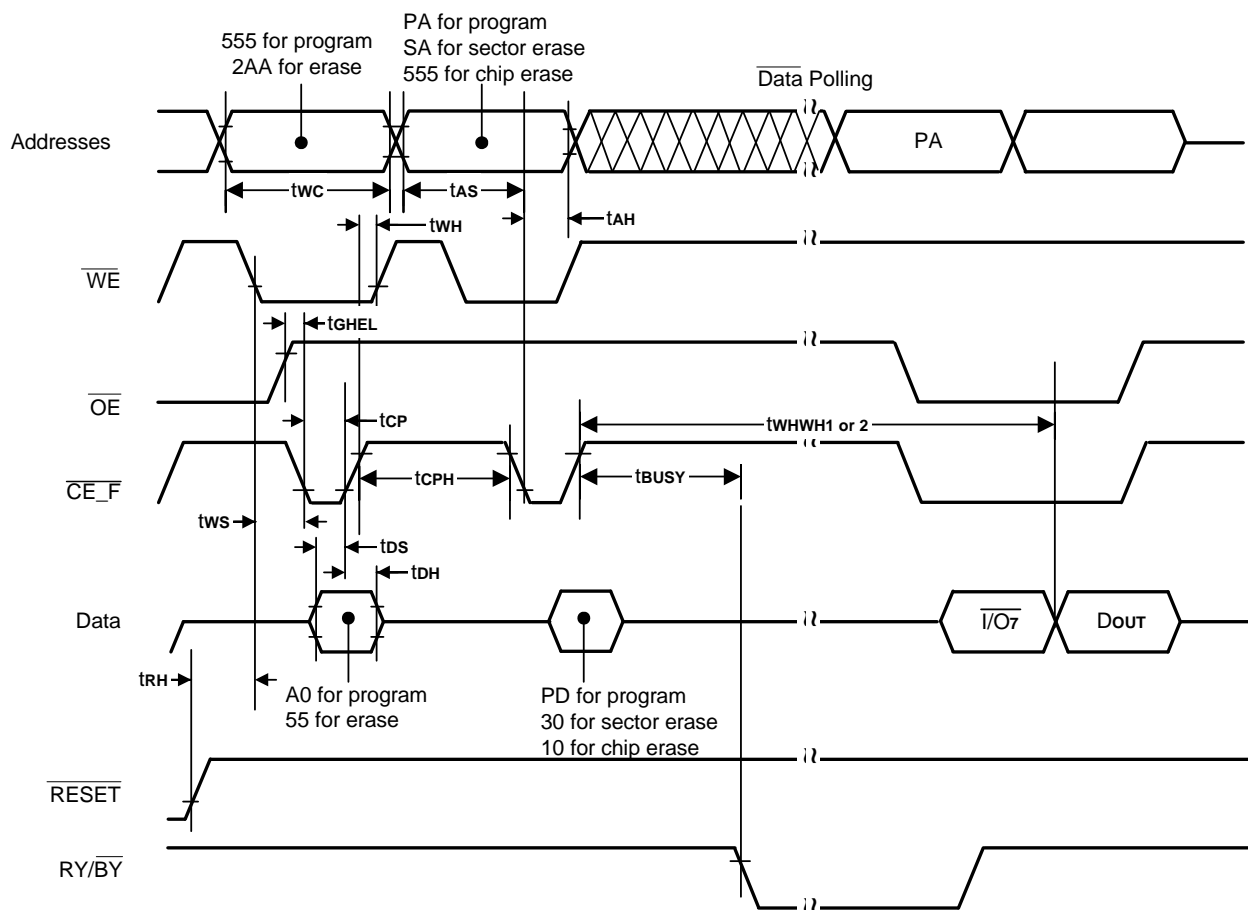 555 for program
2AA for erase
PA for program
SA for sector erase
555 for chip erase
Data Polling
Addresses
PA
tWC
tAS
tWH
tAH
WE
tGHEL
OE
tCP
tWHWH1 or 2
CE_F
tCPH
tBUSY
tWS
tDS
tDH
Data
I/O7
DOUT
tRH
A0 for program
55 for erase
PD for program
30 for sector erase
10 for chip erase
RESET
RY/BY